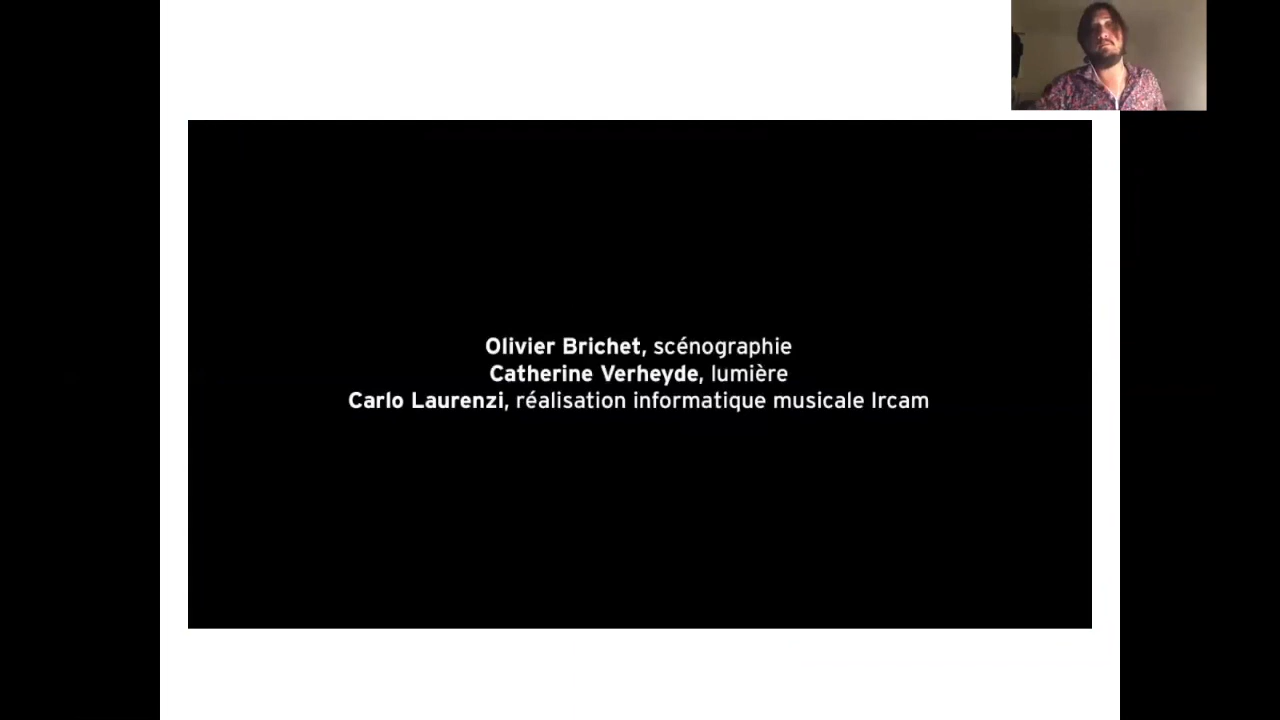 Olivier Brichet, scénographie
Catherine Verheyde, lumière
Carlo Laurenzi, réalisation informatique musicale Ircam